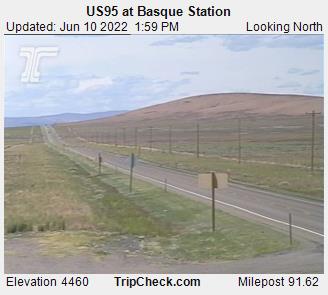 US95 at Basque Station
Updated: Jun 10 2022 1:59 PM Looking North
Elevation 4460 TripCheck.com Milepost 91.62